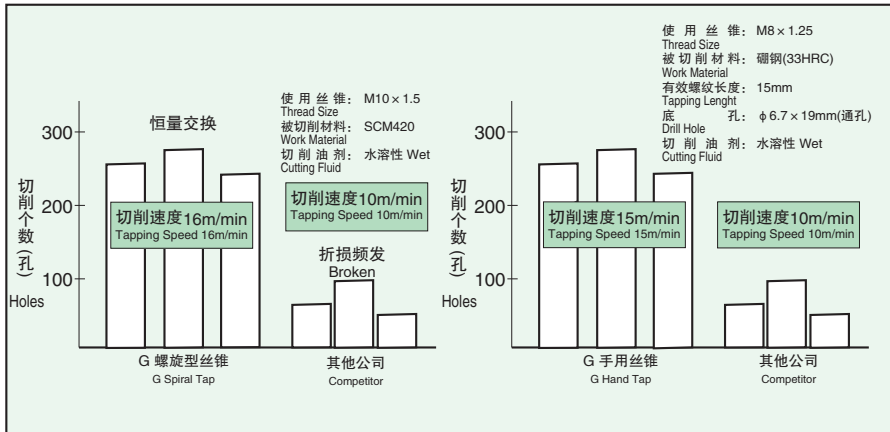 使用丝锥：M10×1.5
Thread Size
被切削材料：SCM420
Work Material
切削油剂：水溶性 Wet
Cutting Fluid
恒量交换
300
200
100
切削个数(孔)
Holes
切削速度16m/min
Tapping Speed 16m/min
切削速度10m/min
Tapping Speed 10m/min
折损频发
Broken
G 螺旋型丝锥
G Spiral Tap
其他公司
Competitor
使用丝锥：M8×1.25
Thread Size
被切削材料：硼钢(33HRC)
Work Material
有效螺纹长度：15mm
Tapping Lenght
底孔：φ6.7×19mm(通孔)
Drill Hole
切削油剂：水溶性 Wet
Cutting Fluid
300
200
100
切削个数(孔)
Holes
切削速度15m/min
Tapping Speed 15m/min
切削速度10m/min
Tapping Speed 10m/min
G 手用丝锥
G Hand Tap
其他公司
Competitor